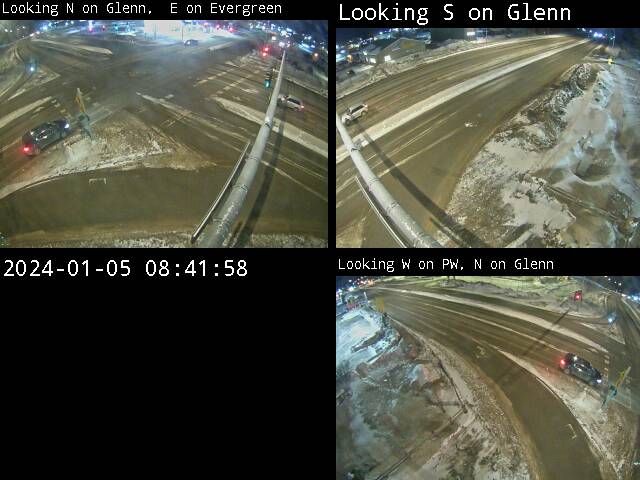 Looking N on Glenn,  E on Evergreen
Looking S on Glenn
2024-01-05 08:41:58
Looking W on PW, N on Glenn